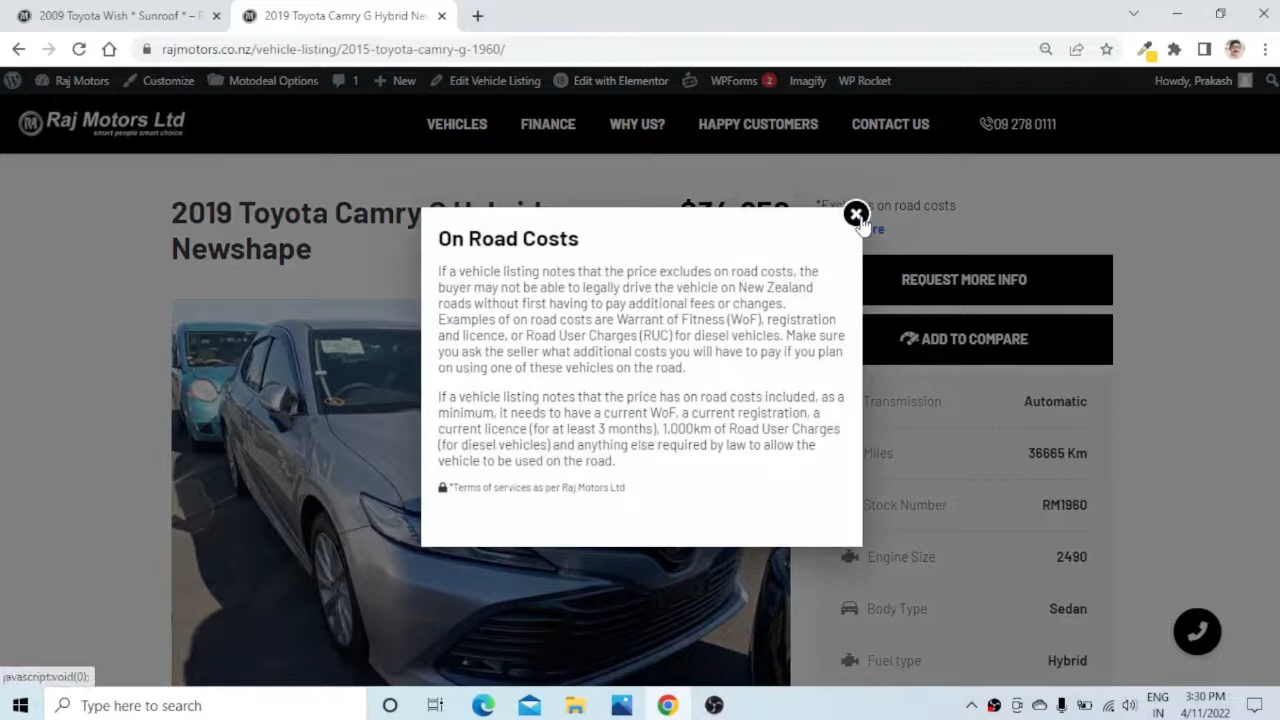 2009 Toyota Wish * Sunroof * –
2019 Toyota Camry G Hybrid Ne
rajmotors.co.nz/vehicle-listing/2015-toyota-camry-g-1960/
Raj Motors Customize Motodeal Options 1 New Edit Vehicle Listing Edit with Elementor WPForms 2 Imagify WP Rocket Howdy, Prakash
Raj Motors Ltd
smart people smart choice
VEHICLES FINANCE WHY US? HAPPY CUSTOMERS CONTACT US 09 278 0111
2019 Toyota Camry G
Newshape
on road costs
REQUEST MORE INFO
ADD TO COMPARE
On Road Costs
If a vehicle listing notes that the price excludes on road costs, the
buyer may not be able to legally drive the vehicle on New Zealand
roads without first having to pay additional fees or changes.
Examples of on road costs are Warrant of Fitness (WoF), registration
and licence, or Road User Charges (RUC) for diesel vehicles. Make sure
you ask the seller what additional costs you will have to pay if you plan
on using one of these vehicles on the road.
If a vehicle listing notes that the price has on road costs included, as a
minimum, it needs to have a current WoF, a current registration, a
current licence (for at least 3 months), 1,000km of Road User Charges
(for diesel vehicles) and anything else required by law to allow the
vehicle to be used on the road.
*Terms of services as per Raj Motors Ltd
Transmission Automatic
Miles 36665 Km
Stock Number RM1960
Engine Size 2490
Body Type Sedan
Fuel type Hybrid
javascript:void(0);
Type here to search
ENG
IN
3:30 PM
4/11/2022